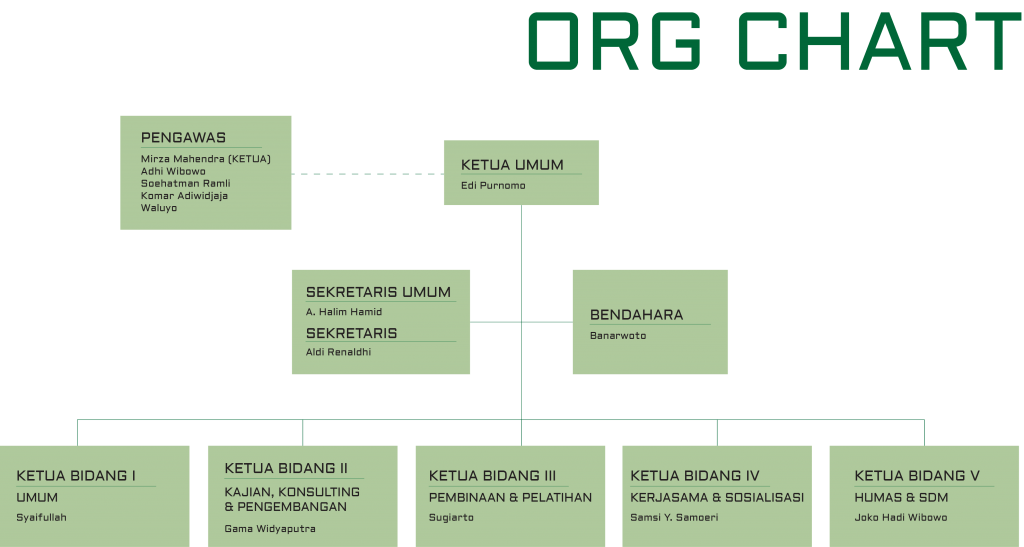 ORG CHART
PENGAWAS
Mirza Mahendra (KETUA)
Adhi Wibowo
Soehatman Ramli
Komar Adiwidjaja
Waluyo
KETUA UMUM
Edi Purnomo
SEKRETARIS UMUM
A. Halim Hamid
SEKRETARIS
Aldi Renaldhi
BENDAHARA
Banarwoto
KETUA BIDANG I
UMUM
Syaifullah
KETUA BIDANG II
KAJIAN, KONSULTING
& PENGEMBANGAN
Gama Widyaputra
KETUA BIDANG III
PEMBINAAN & PELATIHAN
Sugiarto
KETUA BIDANG IV
KERJASAMA & SOSIALISASI
Samsi Y. Samoeri
KETUA BIDANG V
HUMAS & SDM
Joko Hadi Wibowo